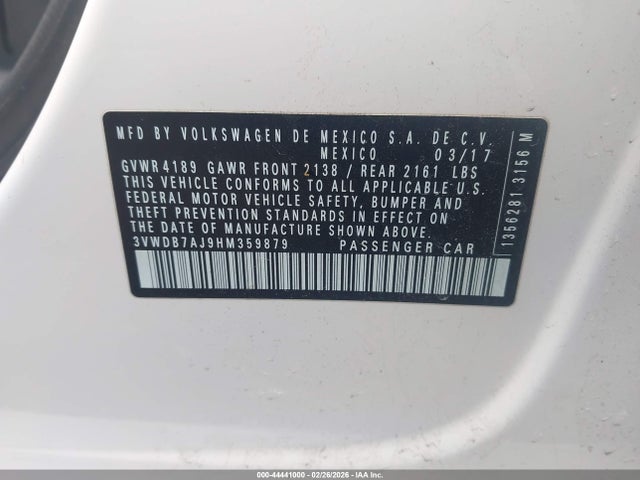 MFD BY VOLKSWAGEN DE MEXICO S.A. DE C.V.
MEXICO 03/17
GVWR 4189 GAWR FRONT 2138 / REAR 2161 LBS
THIS VEHICLE CONFORMS TO ALL APPLICABLE U.S.
FEDERAL MOTOR VEHICLE SAFETY, BUMPER AND
THEFT PREVENTION STANDARDS IN EFFECT ON
THE DATE OF MANUFACTURE SHOWN ABOVE.
3VWDB7AJ9HM359879 PASSENGER CAR
1356281 3156 M
000-44441000 02/26/2026 - IAA Inc.